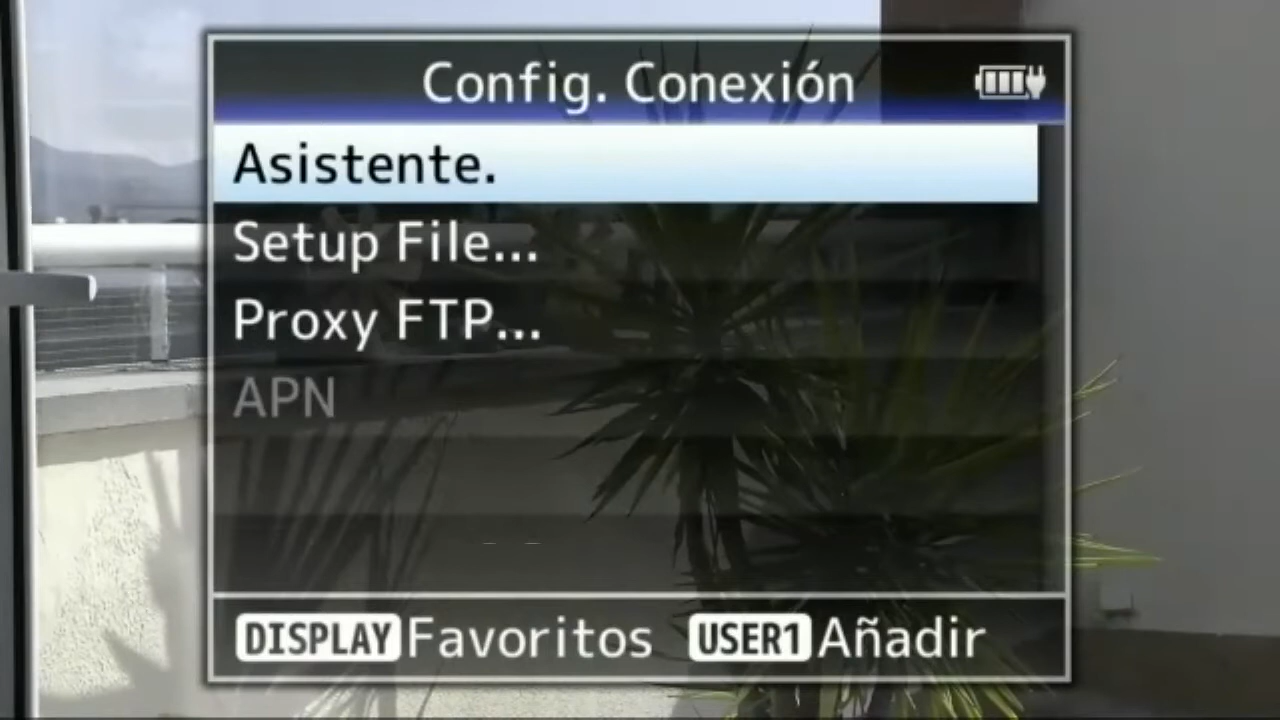 Config. Conexión
Asistente.
Setup File...
Proxy FTP...
APN
DISPLAY Favoritos USER1 Añadir